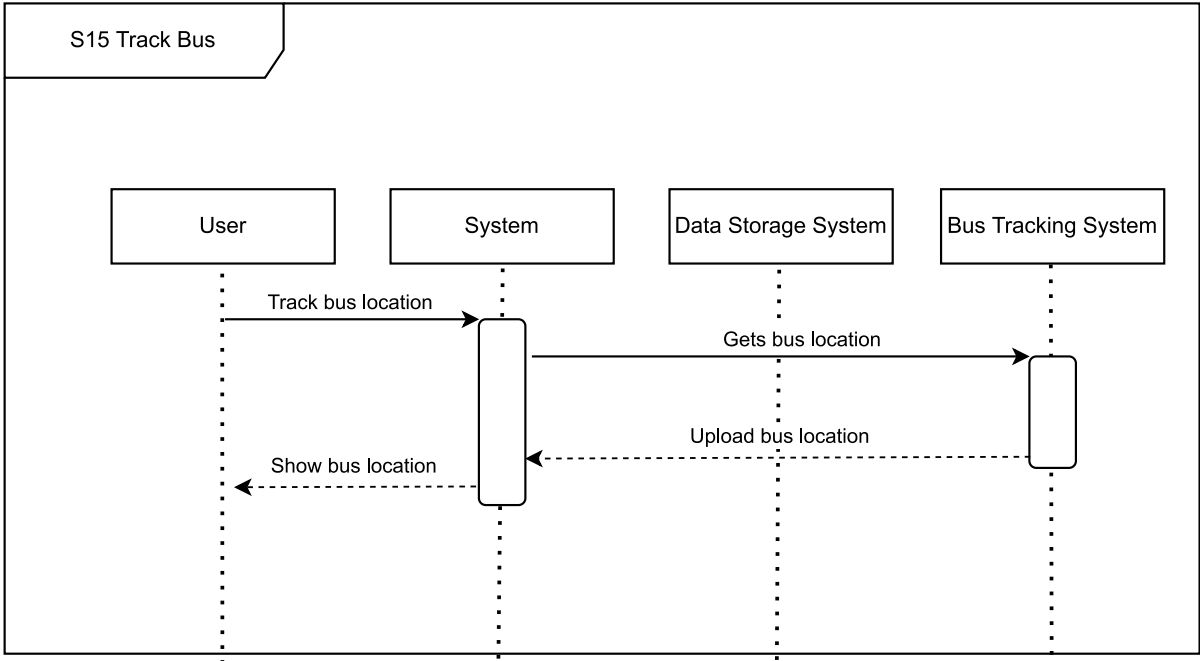 S15 Track Bus
User
System
Data Storage System
Bus Tracking System
Track bus location
Gets bus location
Upload bus location
Show bus location